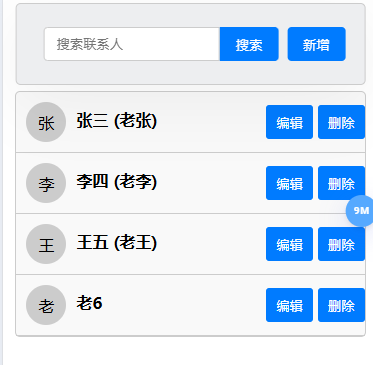 搜索联系人 搜索 新增
张 张三 (老张) 编辑 删除
李 李四 (老李) 编辑 删除
9M
王 王五 (老王) 编辑 删除
老 老6 编辑 删除